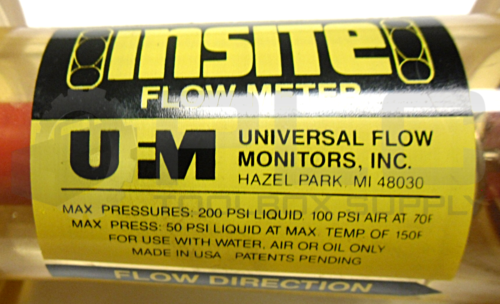 INSITE
FLOW METER
UFM
UNIVERSAL FLOW
MONITORS, INC.
HAZEL PARK, MI 48030
MAX. PRESSURES: 200 PSI LIQUID 100 PSI AIR AT 70F
MAX. PRESS: 50 PSI LIQUID AT MAX. TEMP OF 150F
FOR USE WITH WATER, AIR OR OIL ONLY
MADE IN USA PATENTS PENDING
FLOW DIRECTION
TOOLBOX SUPPLY